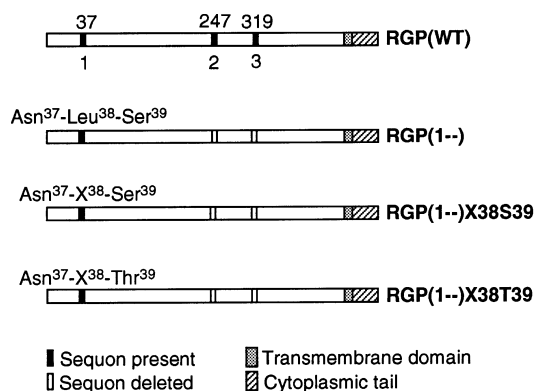 37 247 319
RGP(WT)
1 2 3
Asn³⁷-Leu³⁸-Ser³⁹
RGP(1--)
Asn³⁷-X³⁸-Ser³⁹
RGP(1--)X38S39
Asn³⁷-X³⁸-Thr³⁹
RGP(1--)X38T39
Sequon present
Transmembrane domain
Sequon deleted
Cytoplasmic tail